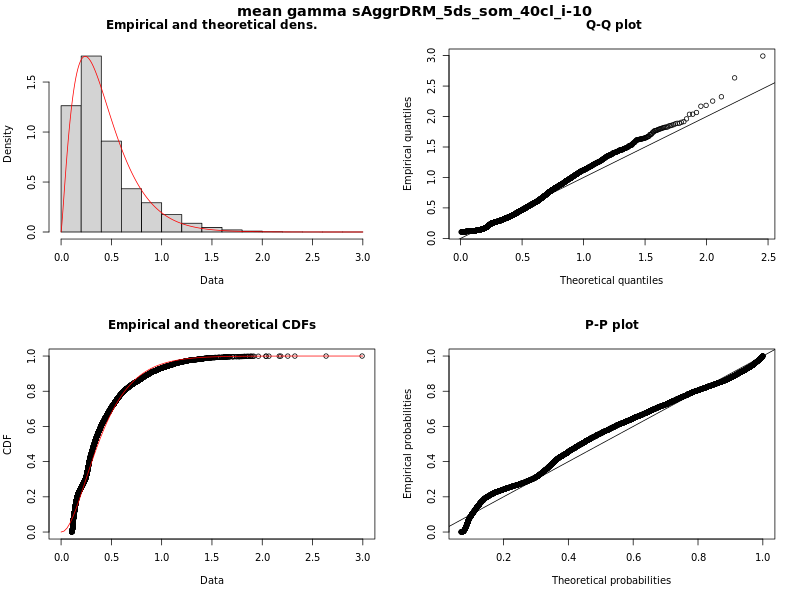 mean gamma sAggrDRM_5ds_som_40cl_i-10
Empirical and theoretical dens.
Density
0.0 0.5 1.0 1.5
0.0 0.5 1.0 1.5 2.0 2.5 3.0
Data
Q-Q plot
Empirical quantiles
0.0 0.5 1.0 1.5 2.0 2.5 3.0
0.0 0.5 1.0 1.5 2.0 2.5
Theoretical quantiles
Empirical and theoretical CDFs
CDF
0.0 0.2 0.4 0.6 0.8 1.0
0.0 0.5 1.0 1.5 2.0 2.5 3.0
Data
P-P plot
Empirical probabilities
0.0 0.2 0.4 0.6 0.8 1.0
0.2 0.4 0.6 0.8 1.0
Theoretical probabilities